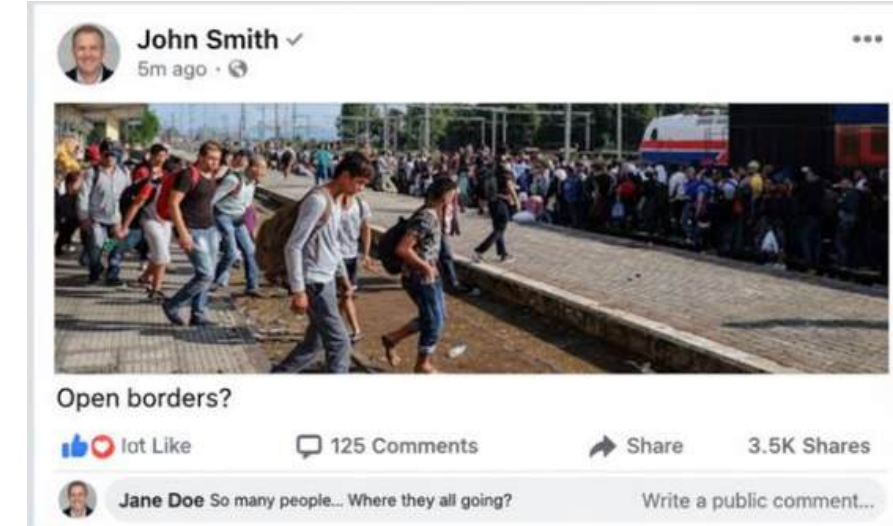 John Smith
5m ago
Open borders?
lot Like 125 Comments Share 3.5K Shares
Jane Doe So many people... Where they all going? Write a public comment...